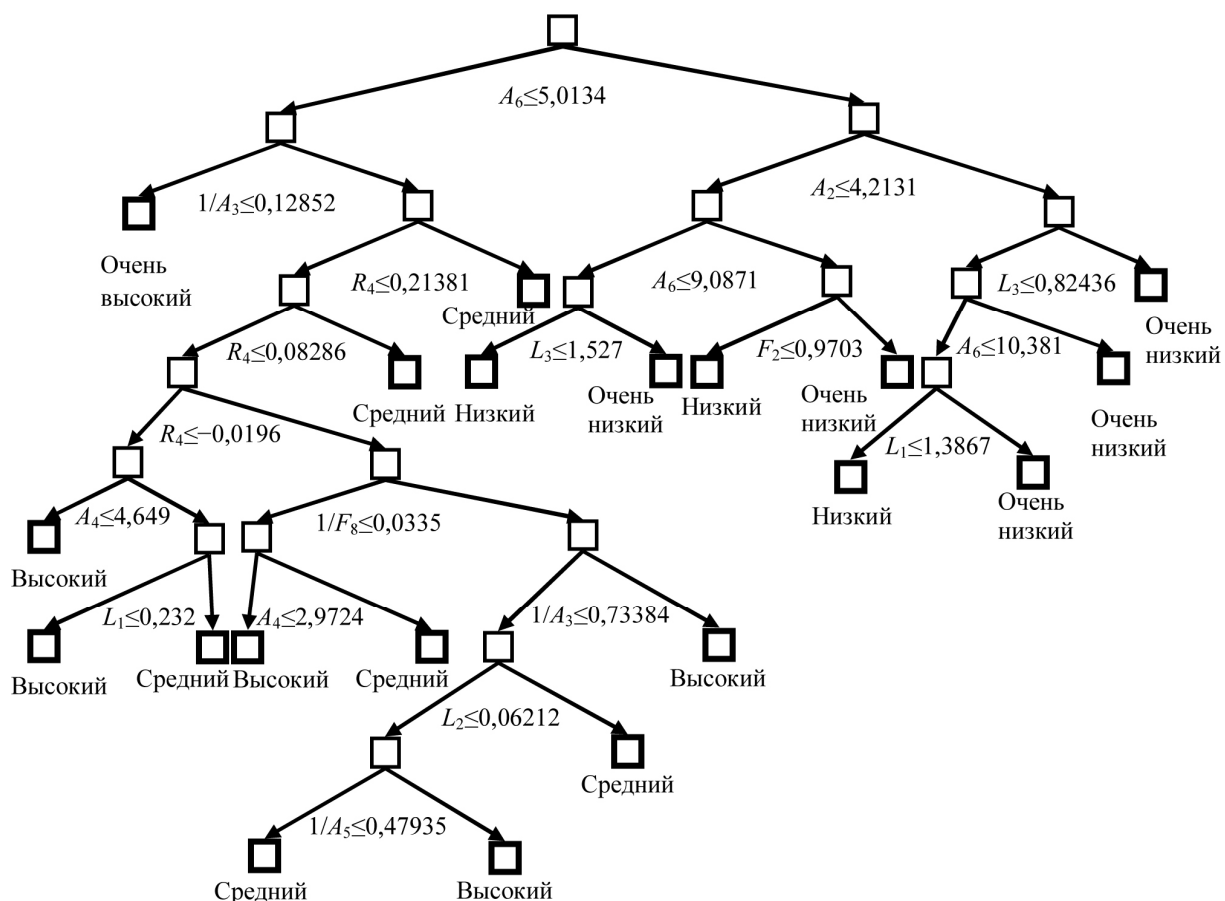 A₆≤5,0134
1/A₃≤0,12852
A₂≤4,2131
Очень
высокий
R₄≤0,21381
Средний
A₆≤9,0871
L₃≤0,82436
Очень
низкий
R₄≤0,08286
Средний
L₃≤1,527
Низкий
Очень
низкий
F₂≤0,9703
Низкий
Очень
низкий
A₆≤10,381
Очень
низкий
R₄≤−0,0196
L₁≤1,3867
Низкий
Очень
низкий
A₄≤4,649
Высокий
1/F₈≤0,0335
L₁≤0,232
Высокий
Средний
A₄≤2,9724
Высокий
Средний
1/A₃≤0,73384
Высокий
L₂≤0,06212
Средний
1/A₅≤0,47935
Средний
Высокий